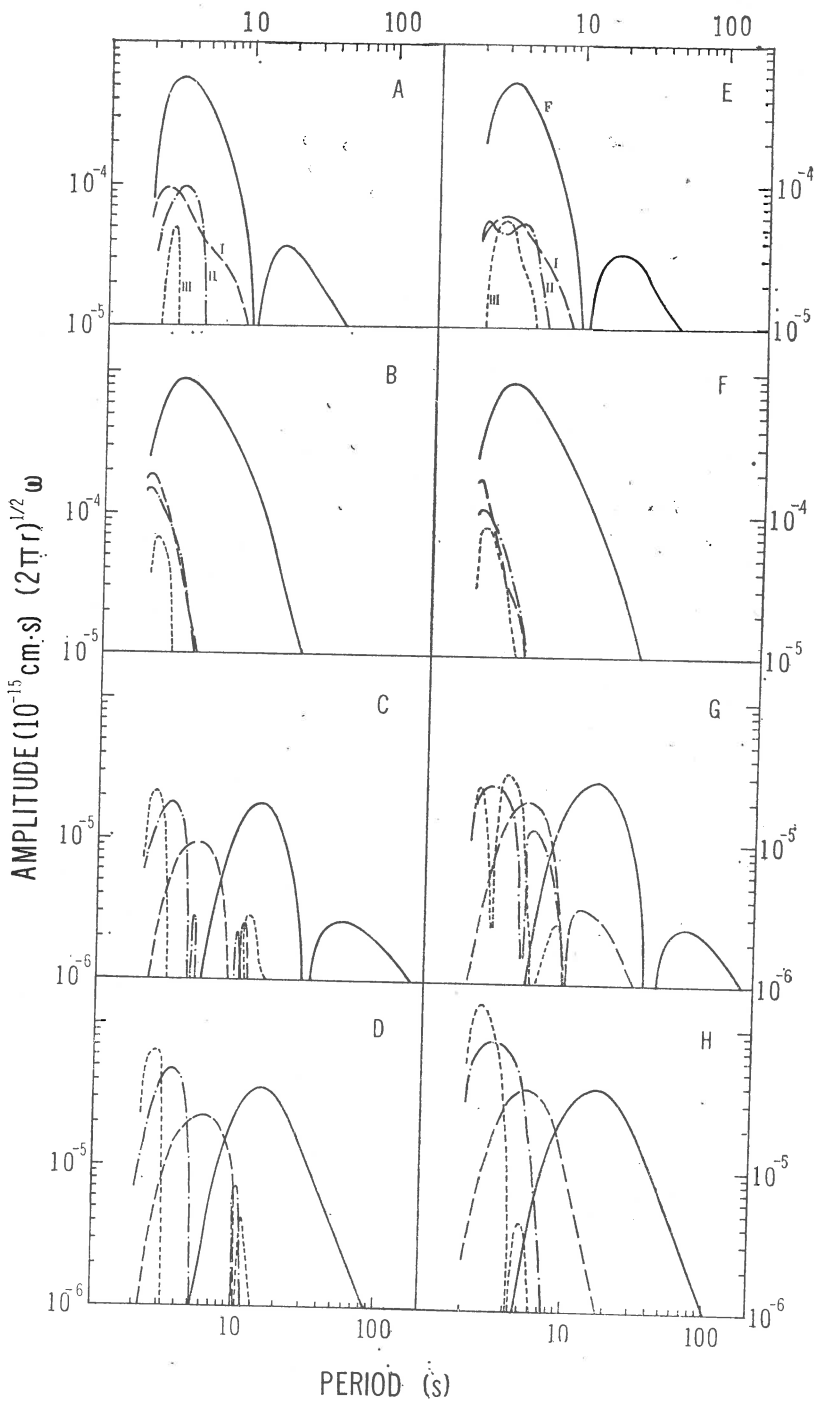 10 100 10 100
A E
F
10⁻⁴ 10⁻⁴
I I
III II III II
10⁻⁵ 10⁻⁵
B F
10⁻⁴ 10⁻⁴
10⁻⁵ 10⁻⁵
C G
10⁻⁵ 10⁻⁵
10⁻⁶ 10⁻⁶
D H
10⁻⁵ 10⁻⁵
10⁻⁶ 10⁻⁶
10 100 10 100
AMPLITUDE (10⁻¹⁵ cm·s) (2πr)^1/2 ω
PERIOD (s)